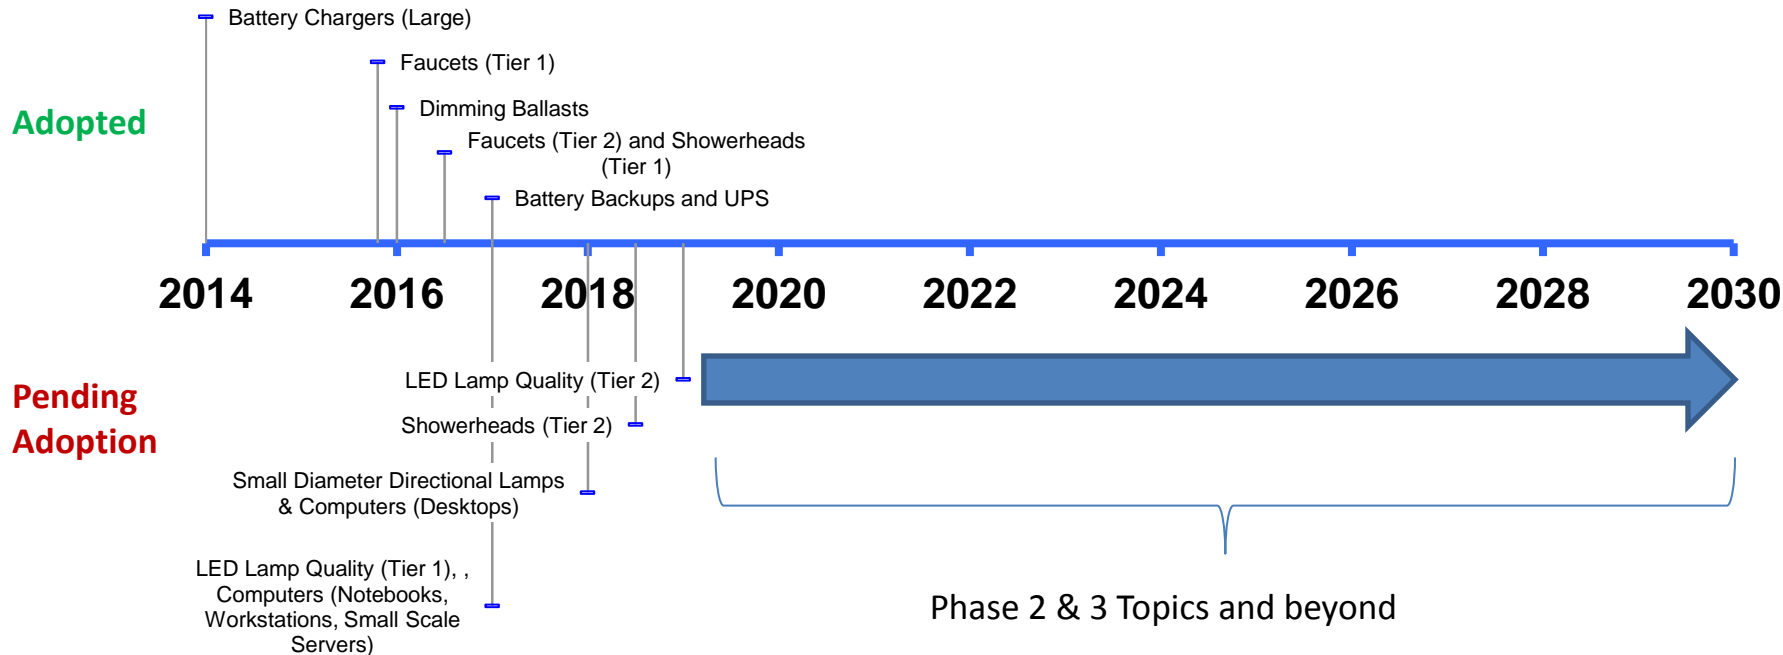 Battery Chargers (Large)
Faucets (Tier 1)
Adopted
Dimming Ballasts
Faucets (Tier 2) and Showerheads
(Tier 1)
Battery Backups and UPS
2014 2016 2018 2020 2022 2024 2026 2028 2030
Pending
Adoption
LED Lamp Quality (Tier 2)
Showerheads (Tier 2)
Small Diameter Directional Lamps
& Computers (Desktops)
LED Lamp Quality (Tier 1), ,
Computers (Notebooks,
Workstations, Small Scale
Servers)
Phase 2 & 3 Topics and beyond